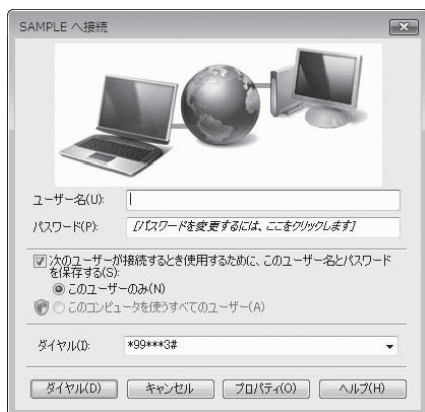 SAMPLE へ接続
ユーザー名(U):
パスワード(P): [パスワードを変更するには、ここをクリックします]
次のユーザーが接続するとき使用するために、このユーザー名とパスワード
を保存する(S):
このユーザーのみ(N)
このコンピュータを使うすべてのユーザー(A)
ダイヤル(I): *99***3#
ダイヤル(D) キャンセル プロパティ(O) ヘルプ(H)